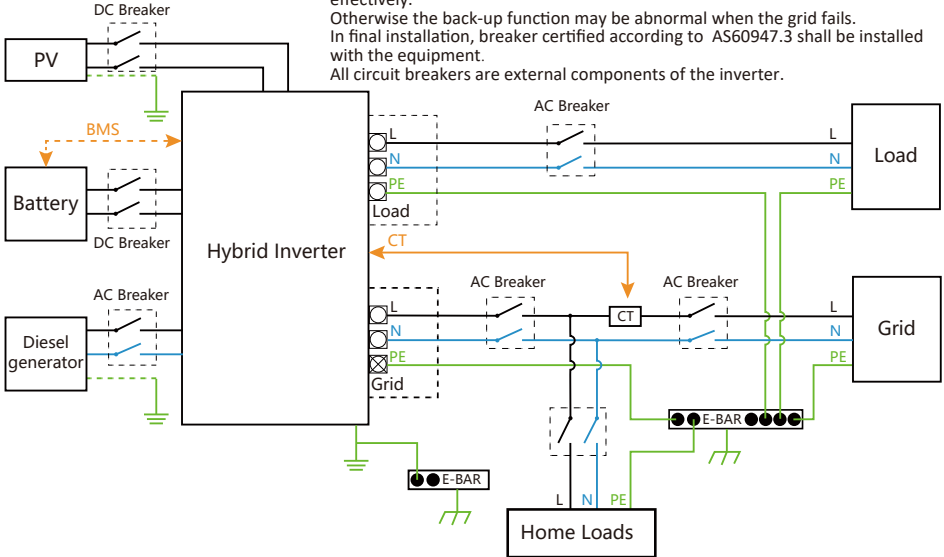 effectively.
Otherwise the back-up function may be abnormal when the grid fails.
In final installation, breaker certified according to AS60947.3 shall be installed
with the equipment.
All circuit breakers are external components of the inverter.
DC Breaker
PV
BMS
Battery
DC Breaker
AC Breaker
Diesel
generator
Hybrid Inverter
L
N
PE
Load
AC Breaker
L
N
PE
Load
CT
L
N
PE
Grid
AC Breaker
CT
AC Breaker
L
N
PE
Grid
E-BAR
E-BAR
L N PE
Home Loads